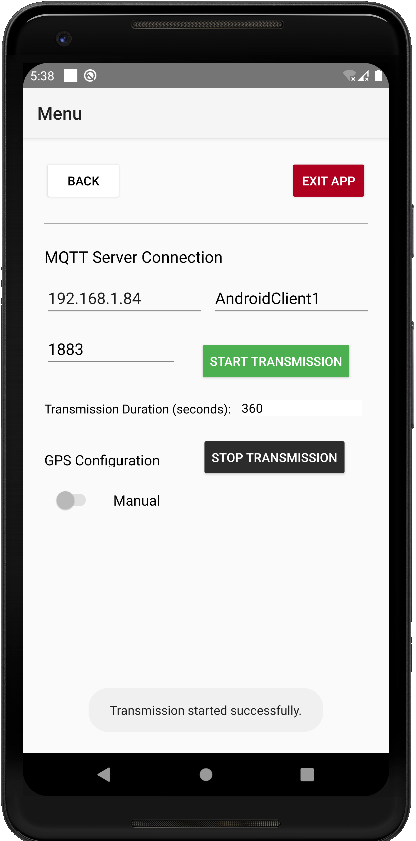 5:38
Menu
BACK
EXIT APP
MQTT Server Connection
192.168.1.84
AndroidClient1
1883
START TRANSMISSION
Transmission Duration (seconds): 360
GPS Configuration
STOP TRANSMISSION
Manual
Transmission started successfully.